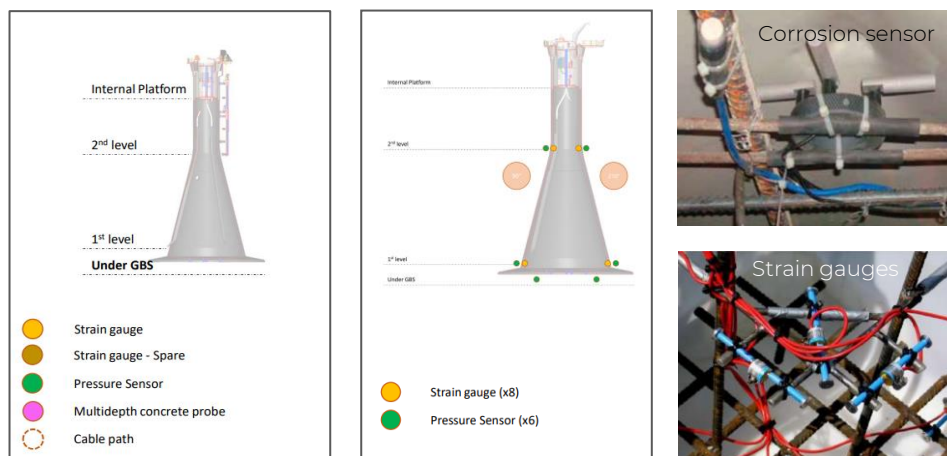 Internal Platform
2nd level
1st level
Under GBS
Strain gauge
Strain gauge - Spare
Pressure Sensor
Multidepth concrete probe
Cable path
Internal Platform
2nd level
1st level
Under GBS
Strain gauge (x8)
Pressure Sensor (x6)
Corrosion sensor
Strain gauges